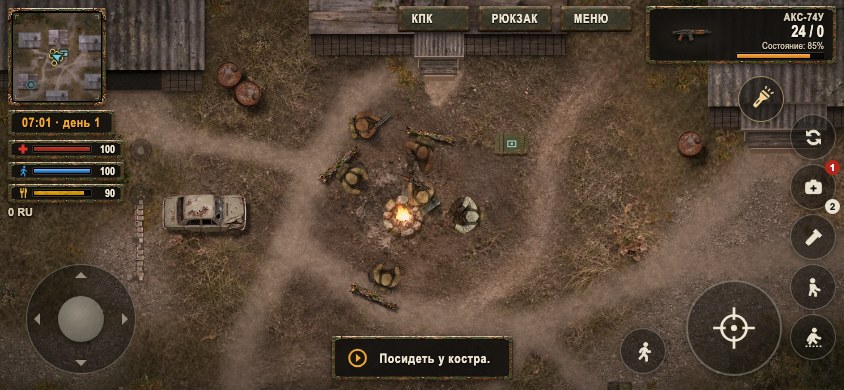 КПК
РЮКЗАК
МЕНЮ
АКС-74У
24 / 0
Состояние: 85%
07:01 · день 1
100
100
90
0 RU
1
2
Посидеть у костра.